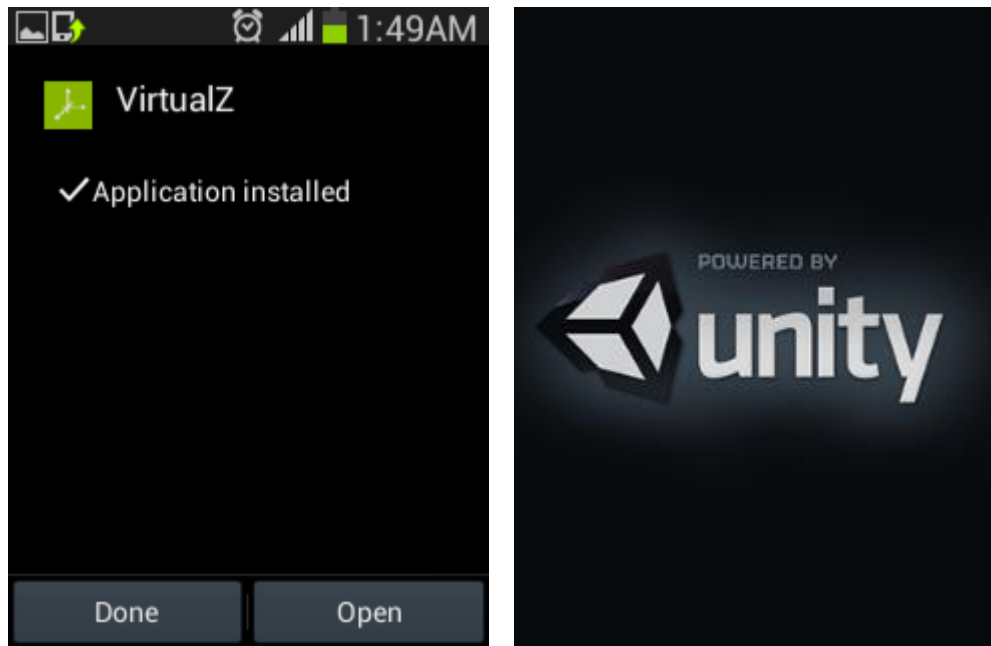 1:49AM
VirtualZ
Application installed
Done
Open
POWERED BY
unity